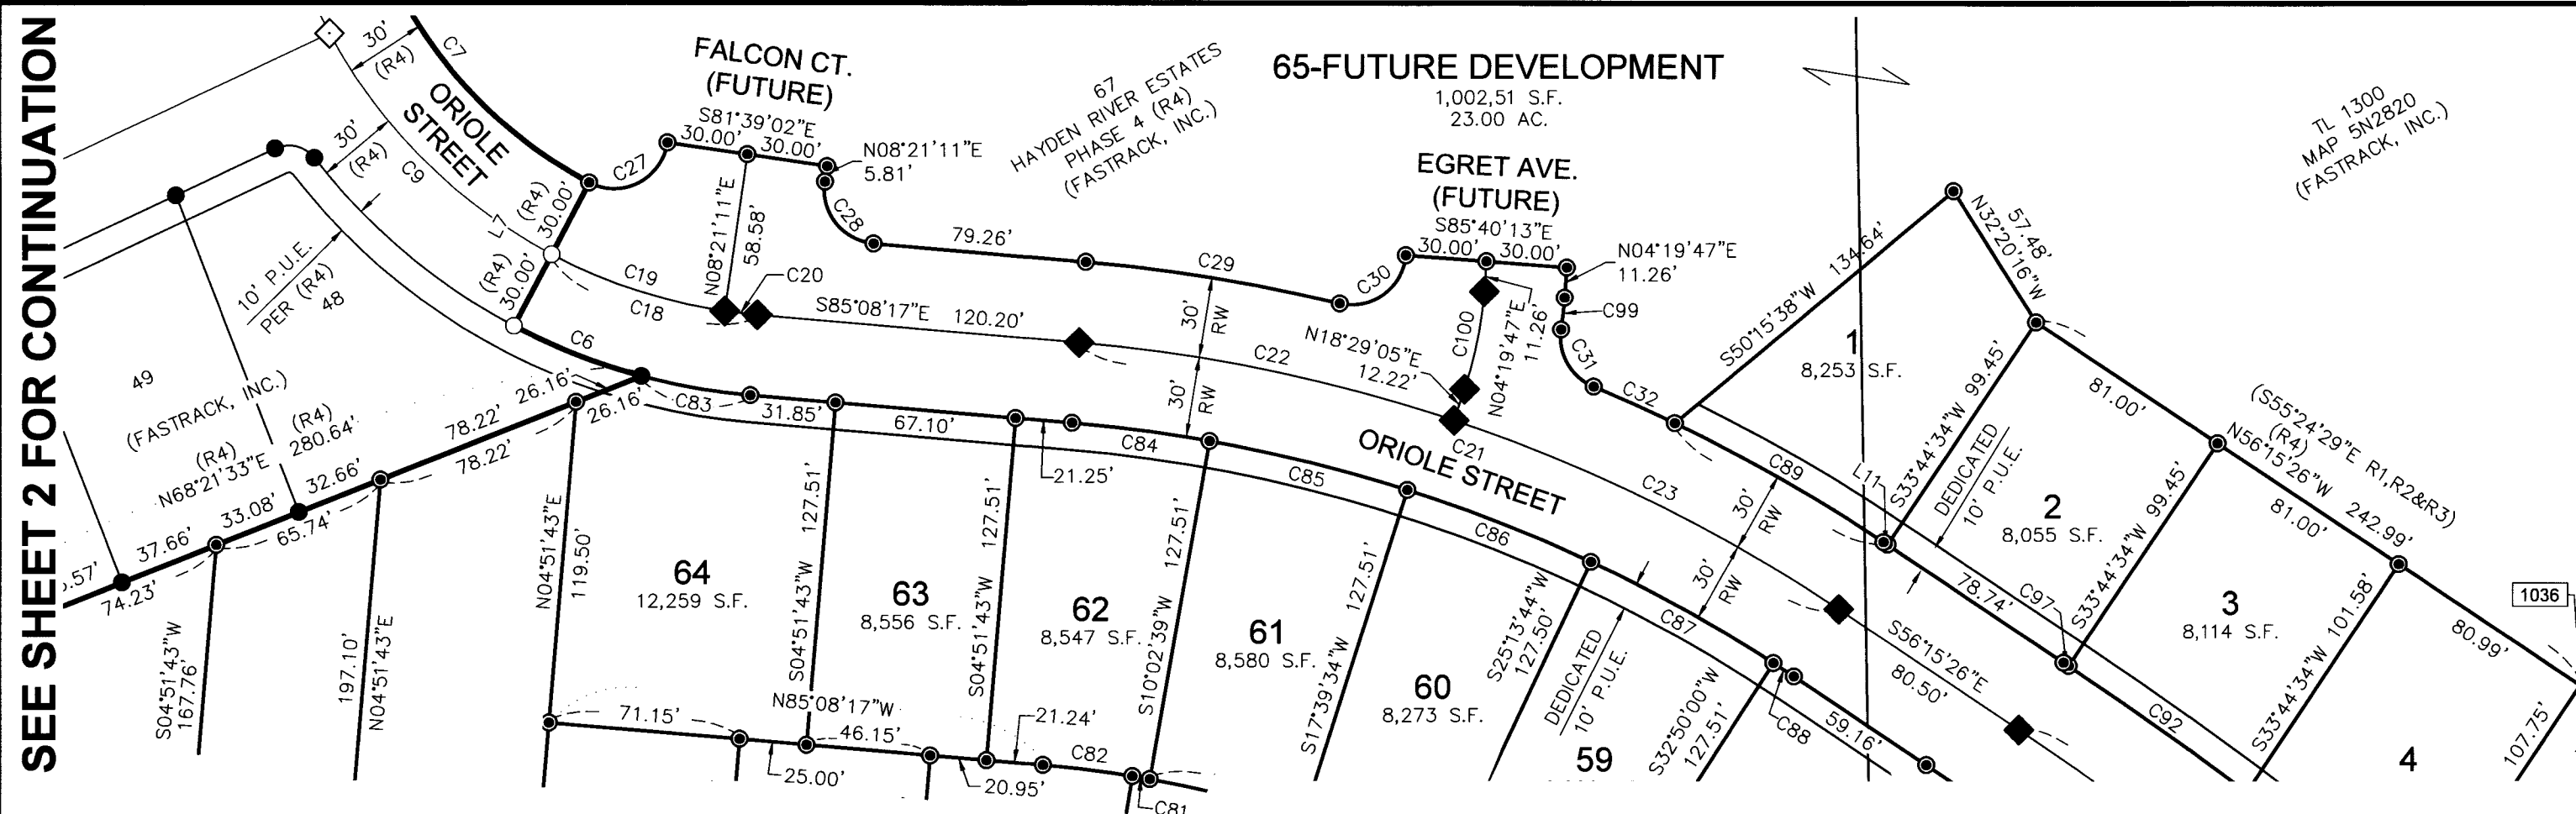 SEE SHEET 2 FOR CONTINUATION
30'
(R4)
C7
ORIOLE
STREET
30'
(R4)
C9
L7
10' P.U.E.
PER (R4)
48
49
(FASTRACK, INC.)
(R4)
N68°21'33"E
(R4)
280.64'
FALCON CT.
(FUTURE)
S81°39'02"E
30.00'
30.00'
N08°21'11"E
5.81'
C27
C28
N08°21'11"E
58.58'
(R4)
30.00'
(R4)
30.00'
C19
C18
C20
S85°08'17"E
120.20'
79.26'
67
HAYDEN RIVER ESTATES
PHASE 4 (R4)
(FASTRACK, INC.)
65-FUTURE DEVELOPMENT
1,002,51 S.F.
23.00 AC.
EGRET AVE.
(FUTURE)
S85°40'13"E
30.00'
30.00'
N04°19'47"E
11.26'
C29
C30
C99
C31
C32
C100
N04°19'47"E
11.26'
N18°29'05"E
12.22'
30'
RW
30'
RW
C22
C21
C23
ORIOLE STREET
TL 1300
MAP 5N2820
(FASTRACK, INC.)
N32°20'16"W
57.48'
S50°15'38"W
134.64'
1
8,253 S.F.
S33°44'34"W 99.45'
81.00'
(S55°24'29"E R1,R2&R3)
(R4)
N56°15'26"W 242.99'
81.00'
80.99'
1036
DEDICATED
10' P.U.E.
2
8,055 S.F.
S33°44'34"W 99.45'
3
8,114 S.F.
S33°44'34"W 101.58'
4
107.75'
C89
L11
30'
RW
30'
RW
78.74'
C97
C92
S56°15'26"E
80.50'
C6
26.16'
26.16'
78.22'
78.22'
32.66'
33.08'
65.74'
37.66'
74.23'
S04°51'43"W
167.76'
197.10'
N04°51'43"E
N04°51'43"E
119.50'
C83
31.85'
67.10'
21.25'
C84
C85
C86
C87
C88
59.16'
64
12,259 S.F.
S04°51'43"W 127.51'
63
8,556 S.F.
S04°51'43"W 127.51'
62
8,547 S.F.
S10°02'39"W 127.51'
61
8,580 S.F.
S17°39'34"W 127.51'
60
8,273 S.F.
S25°13'44"W
127.50'
DEDICATED
10' P.U.E.
59
S32°50'00"W
127.51'
71.15'
N85°08'17"W
46.15'
25.00'
20.95'
21.24'
C82
C81